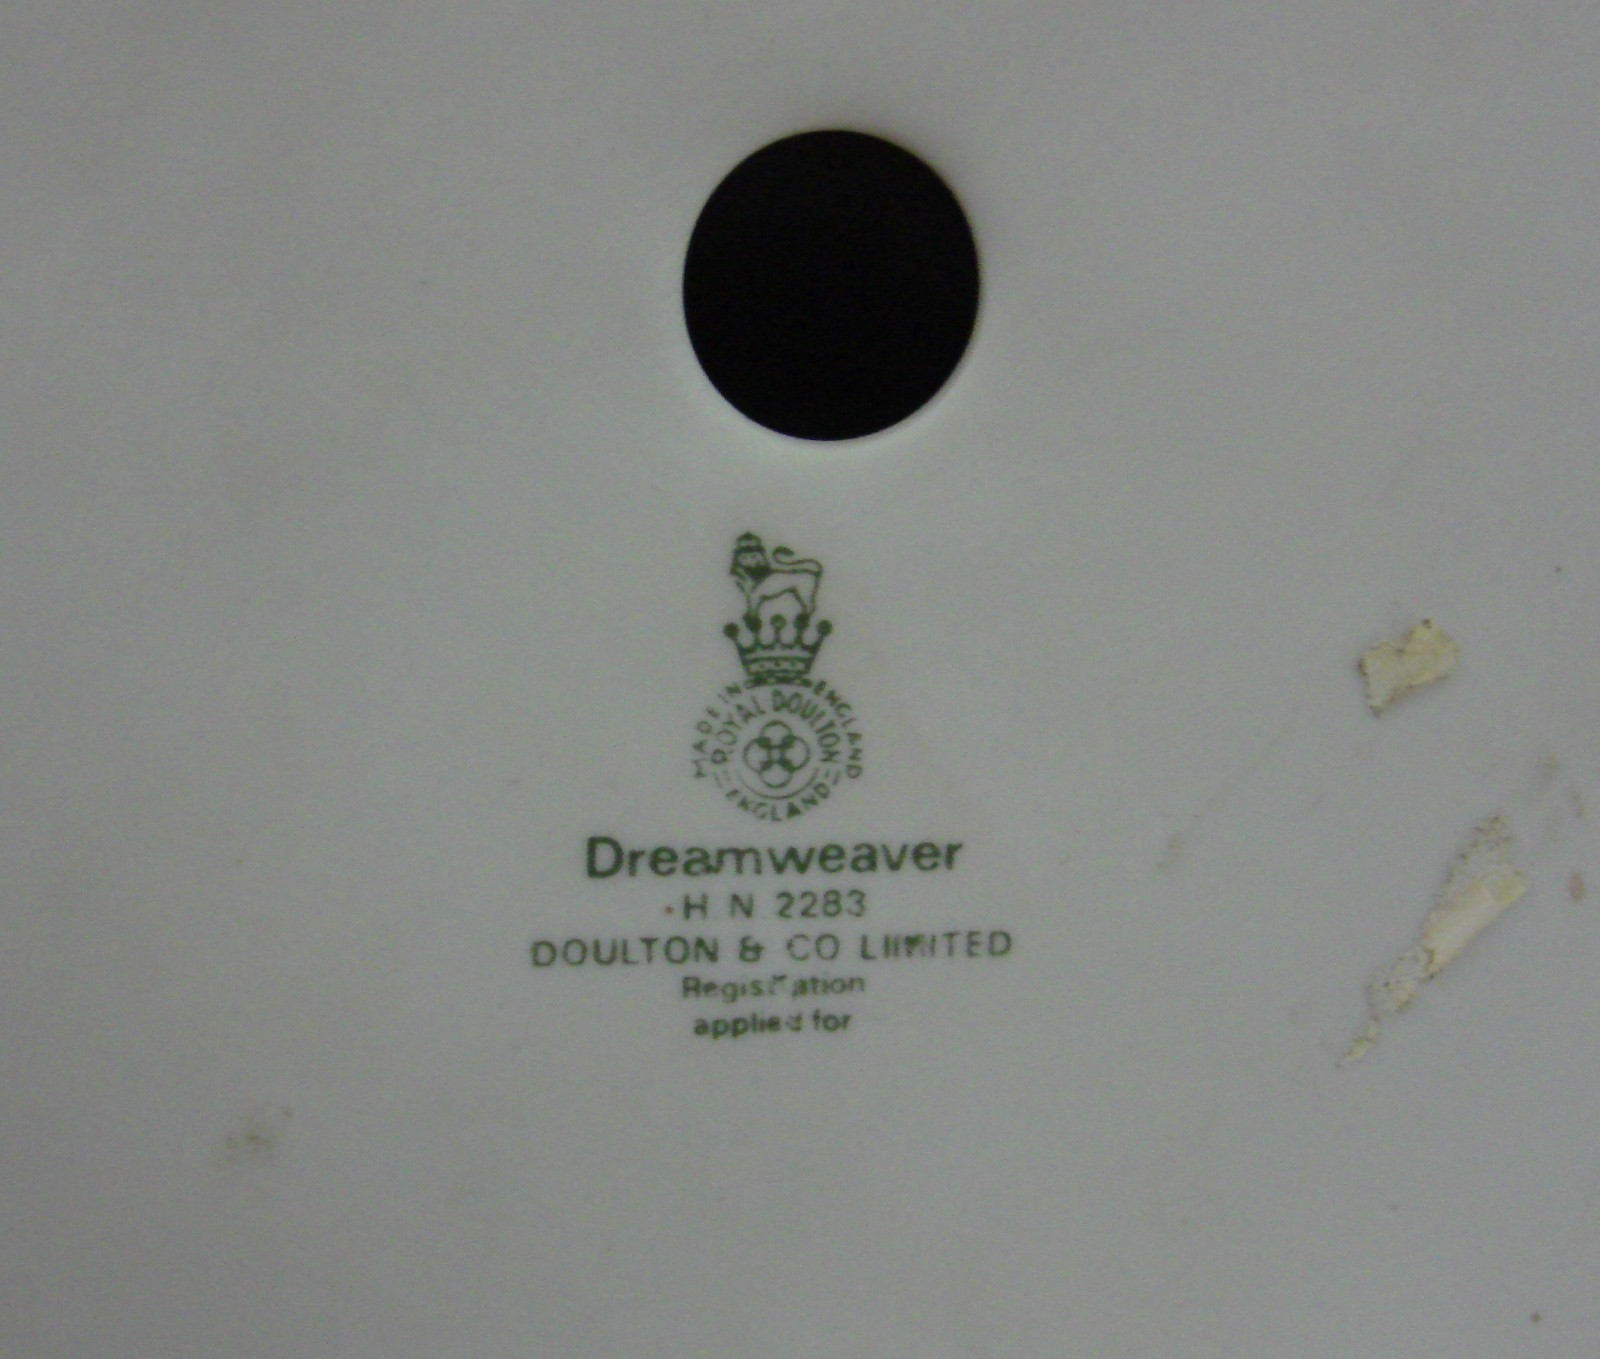 MADE IN ENGLAND
ROYAL DOULTON
ENGLAND
Dreamweaver
H N 2283
DOULTON & CO LIMITED
Registration
applied for